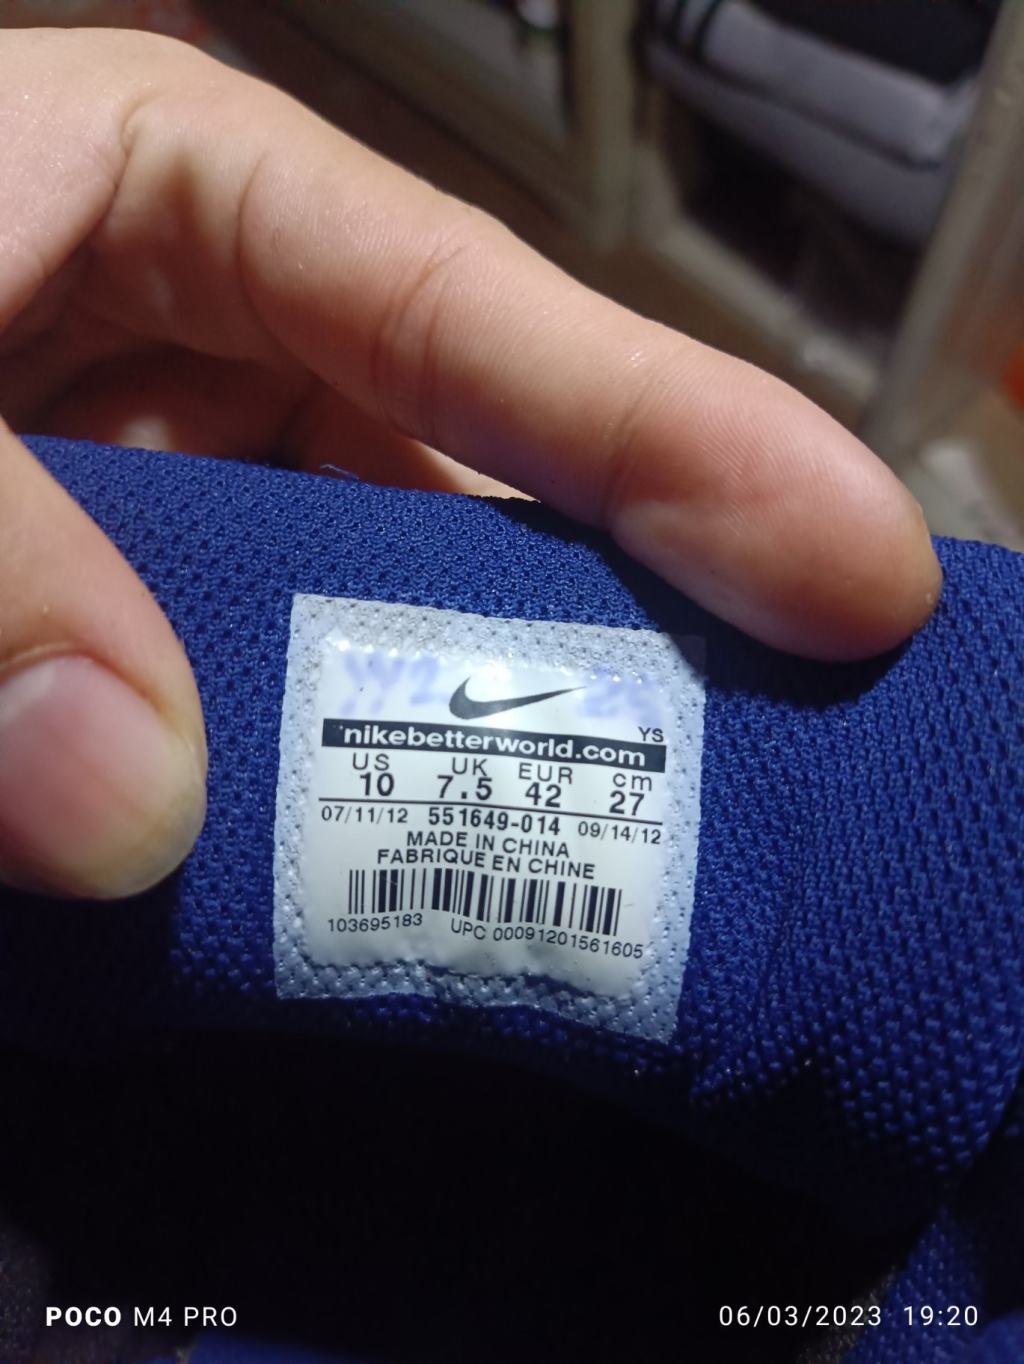 YS
nikebetterworld.com
US UK EUR cm
10 7.5 42 27
07/11/12 551649-014 09/14/12
MADE IN CHINA
FABRIQUE EN CHINE
103695183 UPC 00091201561605
POCO M4 PRO 06/03/2023 19:20